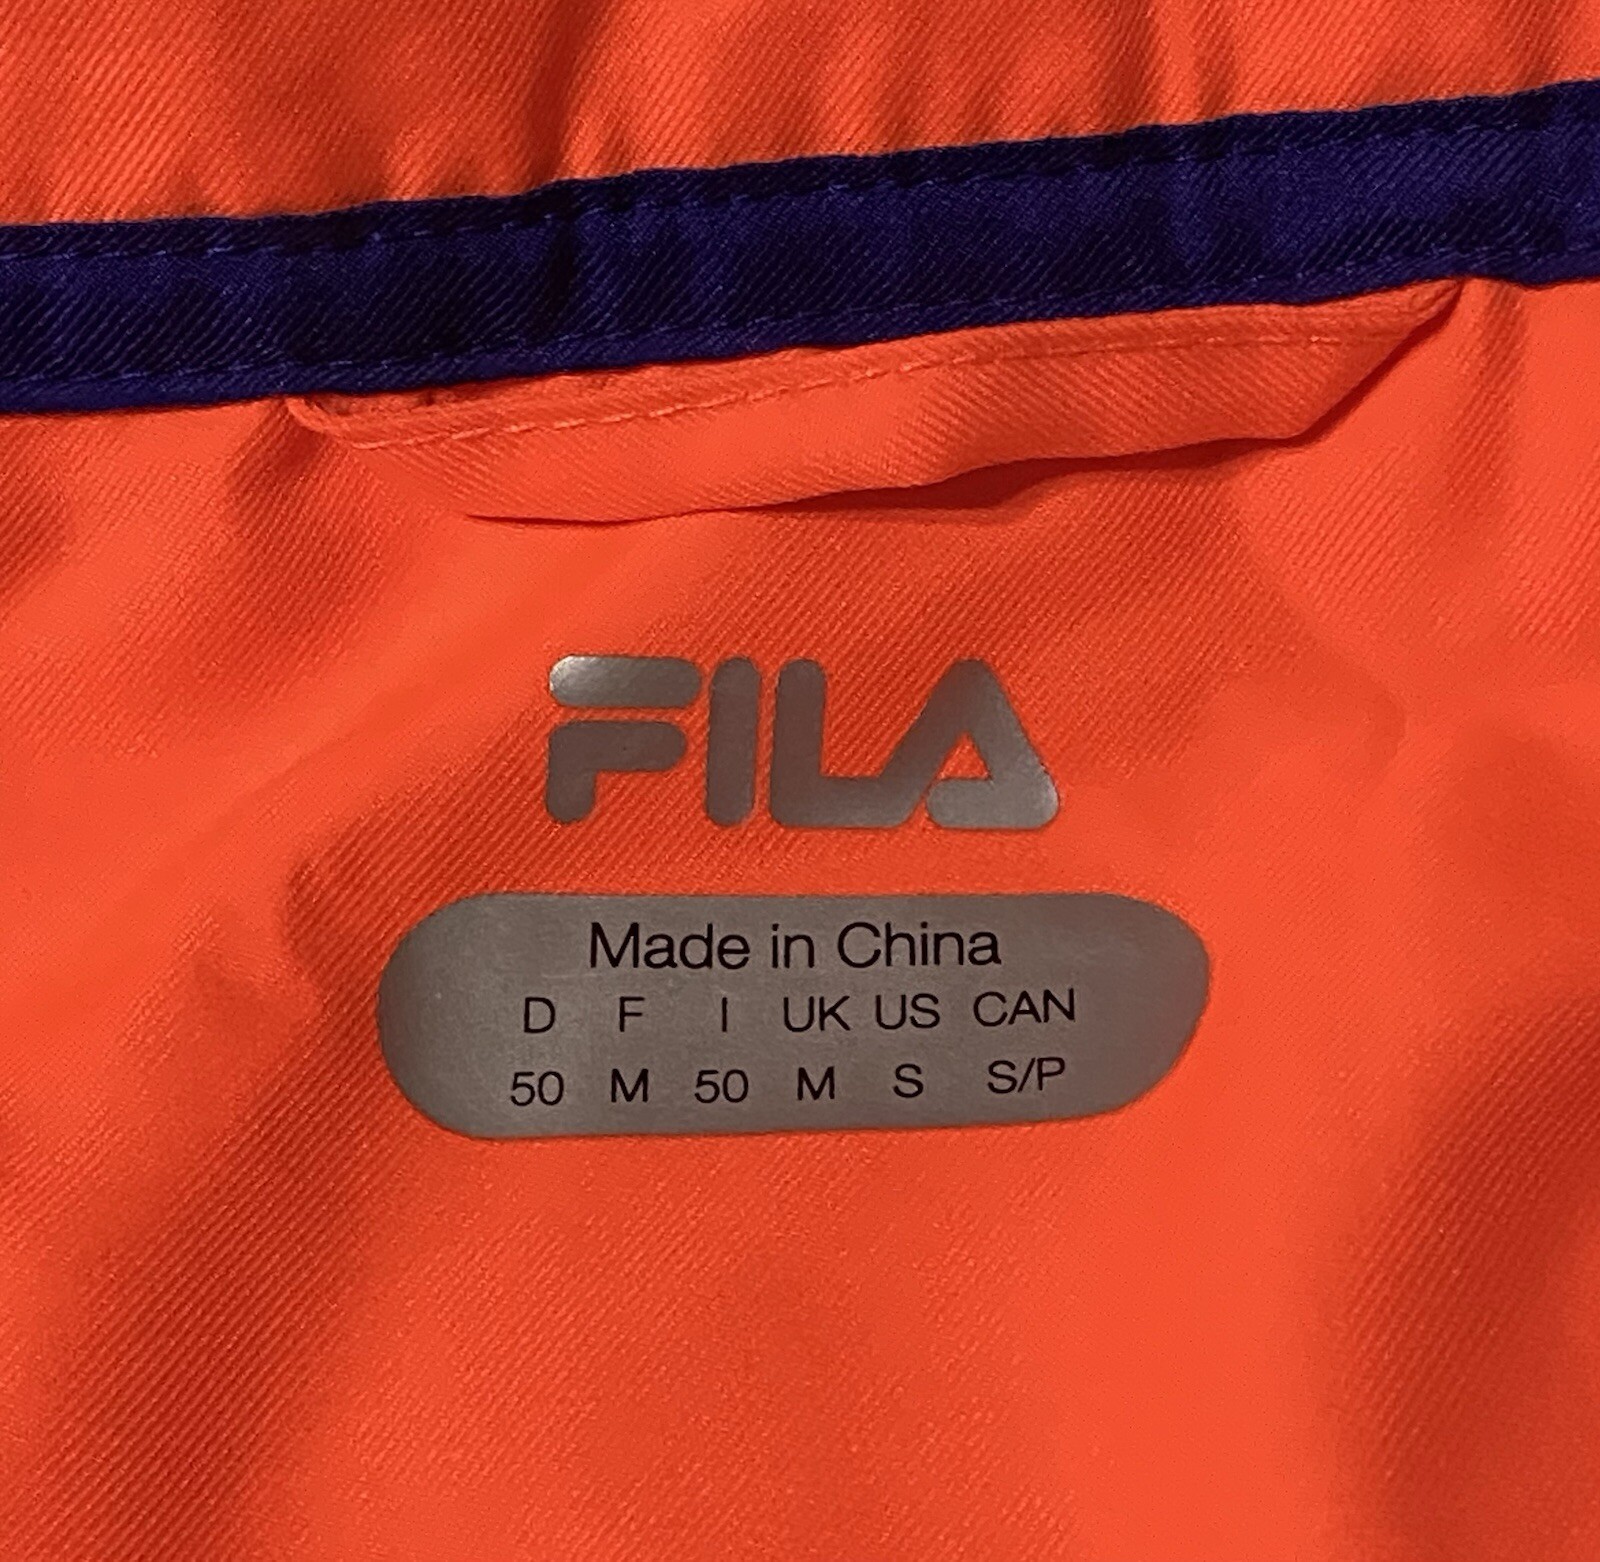 FILA
Made in China
D F I UK US CAN
50 M 50 M S S/P